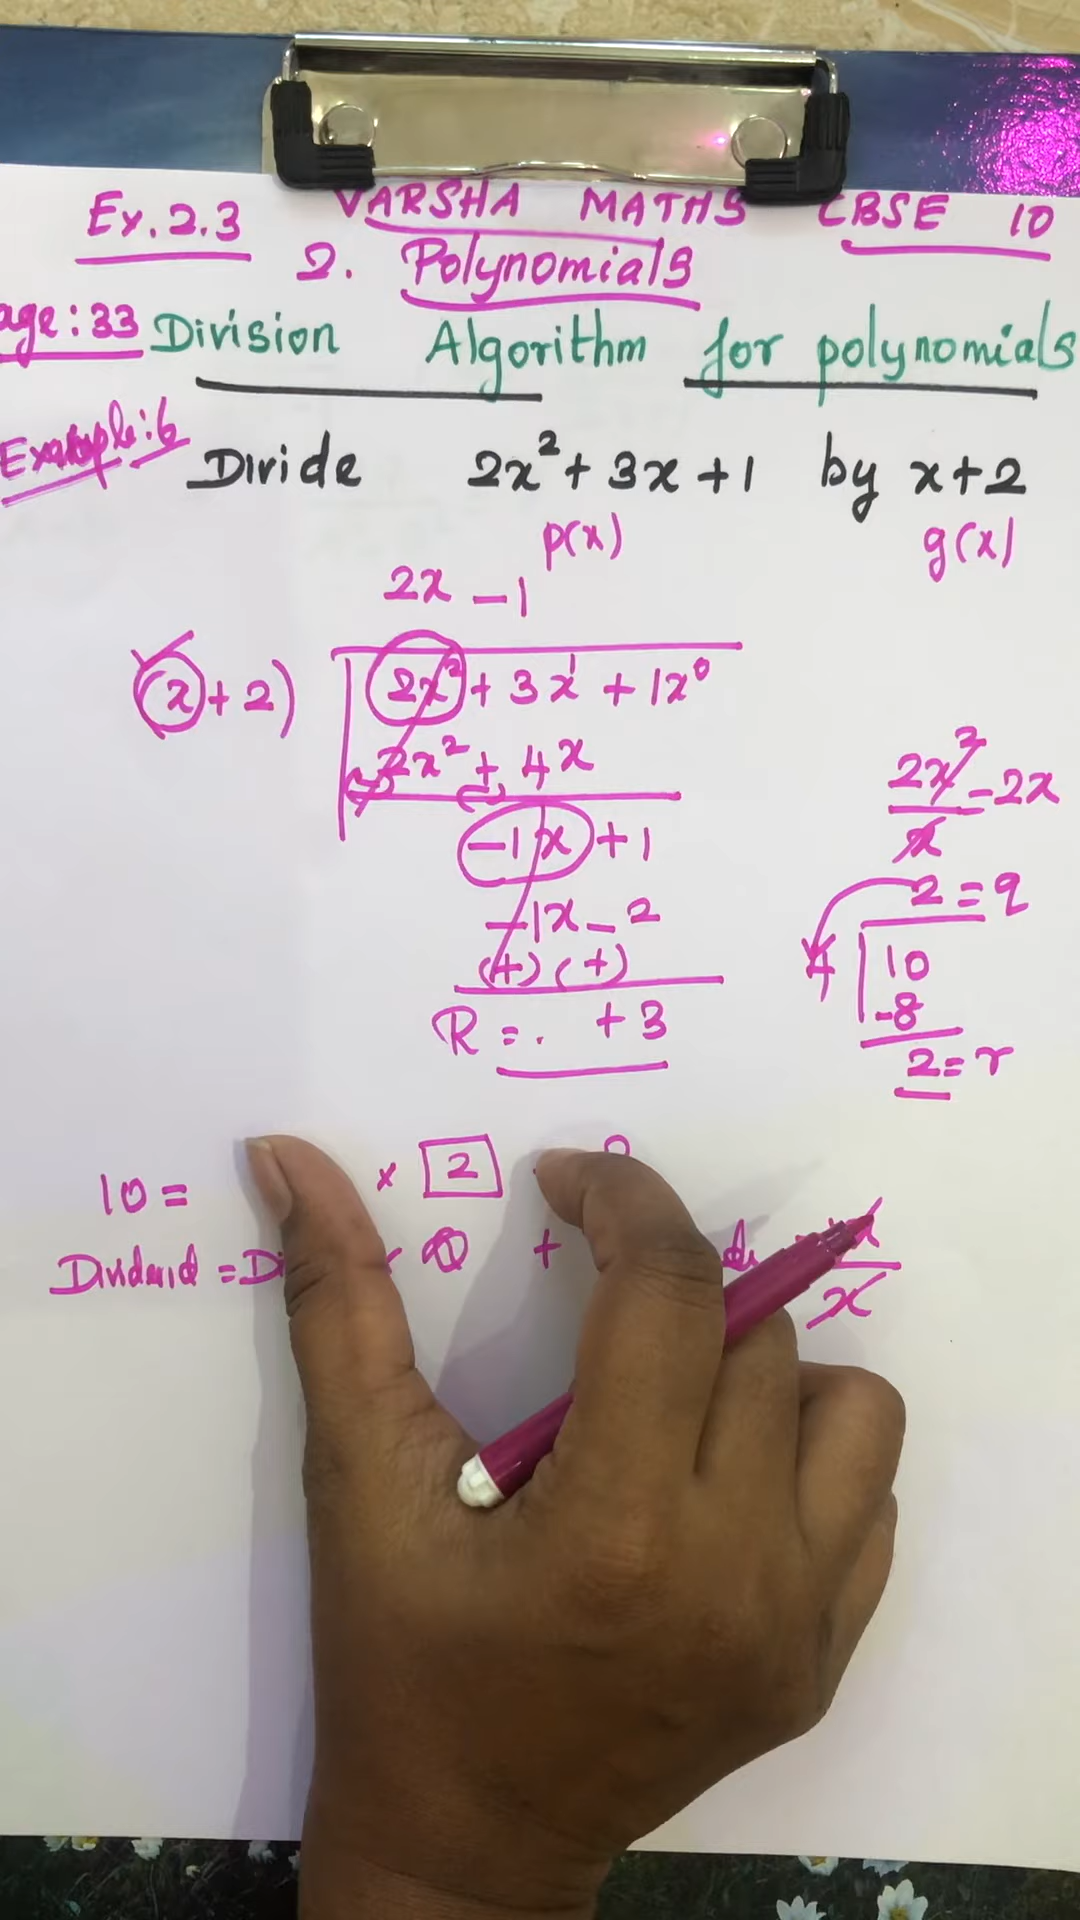 Ex.2.3 VARSHA MATHS CBSE 10
2. Polynomials
age:33 Division Algorithm for polynomials
Example:6 Divide 2x²+3x+1 by x+2
p(x) g(x)
2x -1
x+2) 2x²+3x¹+1x⁰
2x²+4x
(-) (-)
-1x+1
-1x-2
(+) (+)
R = . +3
2x²
x
-2x
2=q
4 10
-8
2=r
10 = × 2
Dividend = Di × Q +
x
x